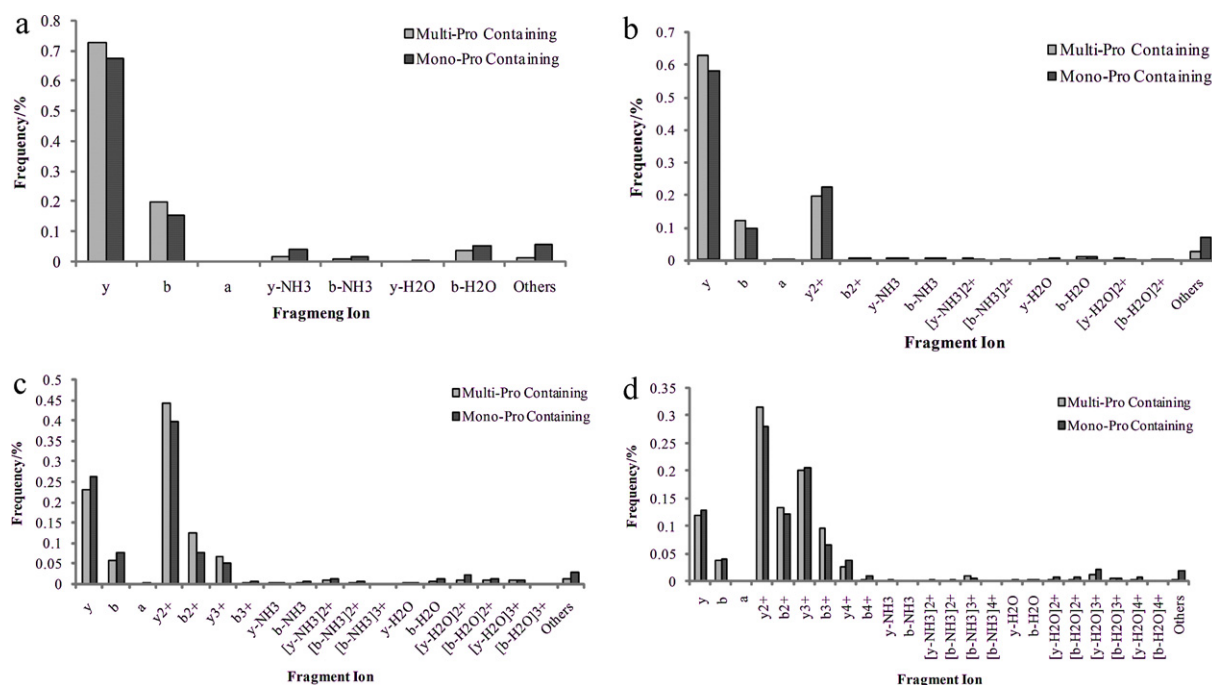 a
Multi-Pro Containing
Mono-Pro Containing
Frequency/%
0.8
0.7
0.6
0.5
0.4
0.3
0.2
0.1
0
y b a y-NH3 b-NH3 y-H2O b-H2O Others
Fragmeng Ion
b
Multi-Pro Containing
Mono-Pro Containing
Frequency/%
0.7
0.6
0.5
0.4
0.3
0.2
0.1
0
y b a y2+ b2+ y-NH3 b-NH3 [y-NH3]2+ [b-NH3]2+ y-H2O b-H2O [y-H2O]2+ [b-H2O]2+ Others
Fragment Ion
c
Multi-Pro Containing
Mono-Pro Containing
Frequency/%
0.5
0.45
0.4
0.35
0.3
0.25
0.2
0.15
0.1
0.05
0
y b a y2+ b2+ y3+ b3+ y-NH3 b-NH3 [y-NH3]2+ [b-NH3]2+ [b-NH3]3+ y-H2O b-H2O [y-H2O]2+ [b-H2O]2+ [y-H2O]3+ [b-H2O]3+ Others
Fragment Ion
d
Multi-Pro Containing
Mono-Pro Containing
Frequency/%
0.35
0.3
0.25
0.2
0.15
0.1
0.05
0
y b a y2+ b2+ y3+ b3+ y4+ b4+ y-NH3 b-NH3 [y-NH3]2+ [b-NH3]2+ [b-NH3]3+ [b-NH3]4+ y-H2O b-H2O [y-H2O]2+ [b-H2O]2+ [y-H2O]3+ [b-H2O]3+ [y-H2O]4+ [b-H2O]4+ Others
Fragment Ion